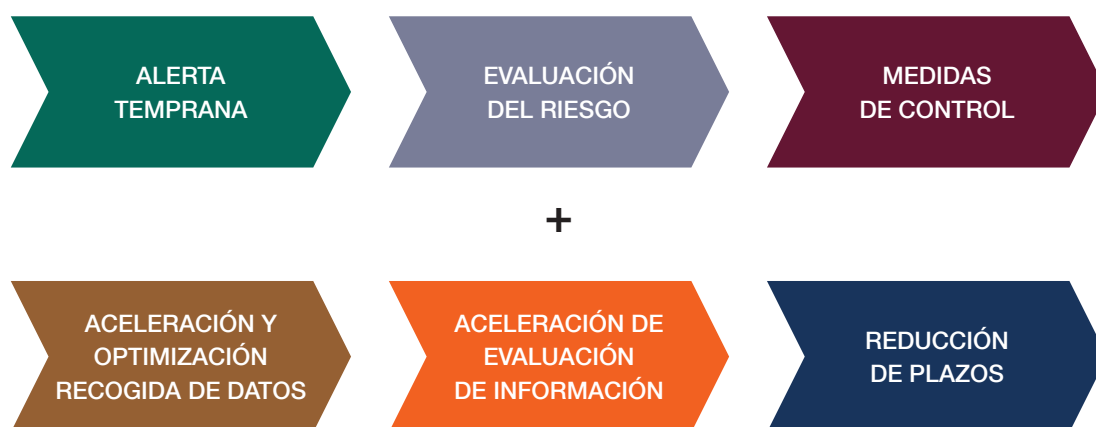 ALERTA
TEMPRANA
EVALUACIÓN
DEL RIESGO
MEDIDAS
DE CONTROL
+
ACELERACIÓN Y
OPTIMIZACIÓN
RECOGIDA DE DATOS
ACELERACIÓN DE
EVALUACIÓN
DE INFORMACIÓN
REDUCCIÓN
DE PLAZOS